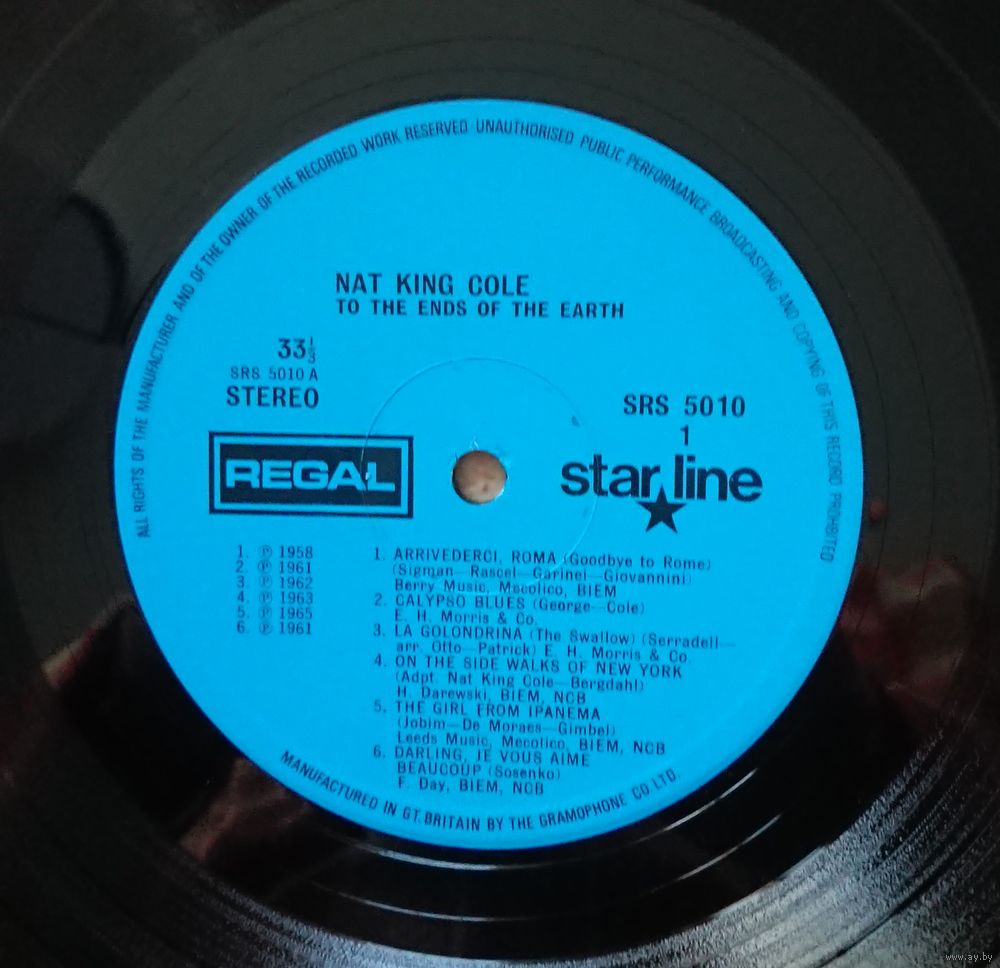 ALL RIGHTS OF THE MANUFACTURER AND OF THE OWNER OF THE RECORDED WORK RESERVED UNAUTHORISED PUBLIC PERFORMANCE BROADCASTING AND COPYING OF THIS RECORD PROHIBITED
NAT KING COLE
TO THE ENDS OF THE EARTH
33⅓
SRS 5010 A
STEREO
SRS 5010
1
REGAL
star line
1. ℗ 1958
2. ℗ 1961
3. ℗ 1962
4. ℗ 1963
5. ℗ 1965
6. ℗ 1961
1. ARRIVEDERCI, ROMA (Goodbye to Rome)
(Sigman—Rascel—Garinei—Giovannini)
Berry Music, Mecolico, BIEM
2. CALYPSO BLUES (George—Cole)
E. H. Morris & Co.
3. LA GOLONDRINA (The Swallow) (Serradell—
arr. Otto—Patrick) E. H. Morris & Co.
4. ON THE SIDE WALKS OF NEW YORK
(Adpt. Nat King Cole—Bergdahl)
H. Darewski, BIEM, NCB
5. THE GIRL FROM IPANEMA
(Jobim—De Moraes—Gimbel)
Leeds Music, Mecolico, BIEM, NCB
6. DARLING, JE VOUS AIME
BEAUCOUP (Sosenko)
F. Day, BIEM, NCB
MANUFACTURED IN GT. BRITAIN BY THE GRAMOPHONE CO. LTD.
www.ay.by